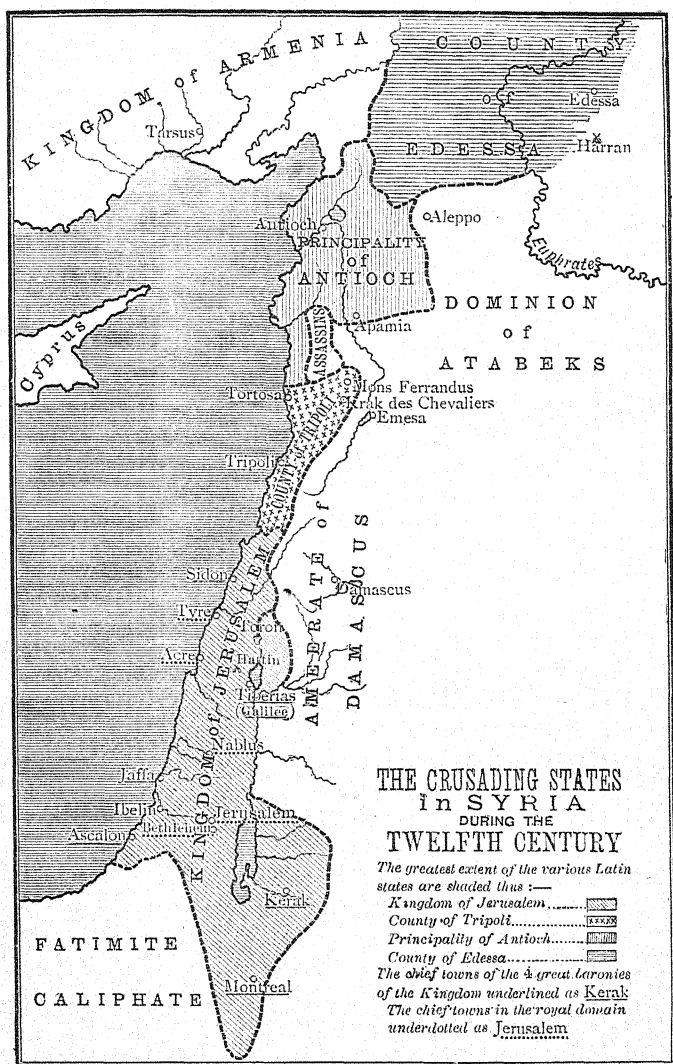 KINGDOM of ARMENIA
COUNTY
of
EDESSA
Edessa
Harran
Tarsus
Antioch
Aleppo
PRINCIPALITY
of
ANTIOCH
Euphrates
DOMINION
of
ATABEKS
Cyprus
ASSASSINS
Apamia
Tortosa
Mons Ferrandus
Krak des Chevaliers
Emesa
COUNTY of TRIPOLI
Tripoli
AMEERATE of
DAMASCUS
Damascus
KINGDOM of JERUSALEM
Sidon
Tyre
Toron
Acre
Hattin
Tiberias
(Galilee)
Nablus
Jaffa
Ibelin
Jerusalem
Bethlehem
Ascalon
Kerak
Montreal
FATIMITE
CALIPHATE
THE CRUSADING STATES
in SYRIA
DURING THE
TWELFTH CENTURY
The greatest extent of the various Latin
states are shaded thus :—
Kingdom of Jerusalem
County of Tripoli
Principality of Antioch
County of Edessa
The chief towns of the 4 great baronies
of the Kingdom underlined as Kerak
The chief towns in the royal domain
underdotted as Jerusalem